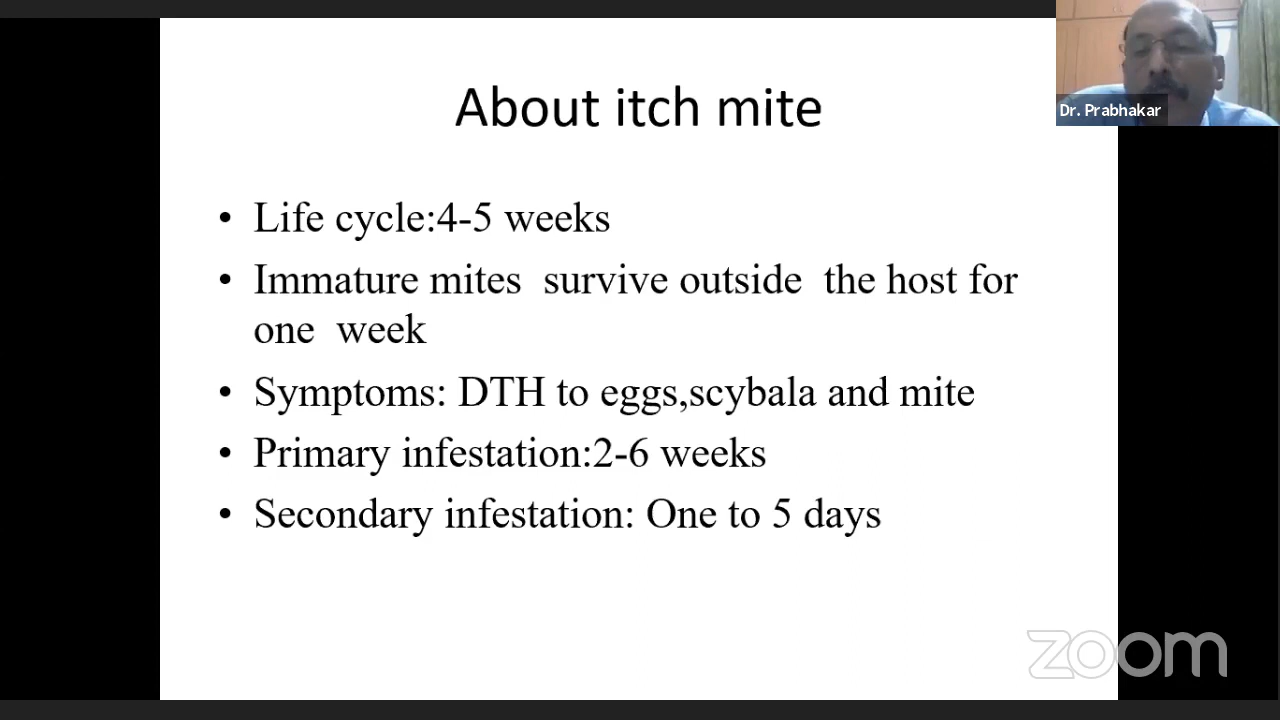 About itch mite
Dr. Prabhakar
• Life cycle:4-5 weeks
• Immature mites survive outside the host for
one week
• Symptoms: DTH to eggs,scybala and mite
• Primary infestation:2-6 weeks
• Secondary infestation: One to 5 days
zoom